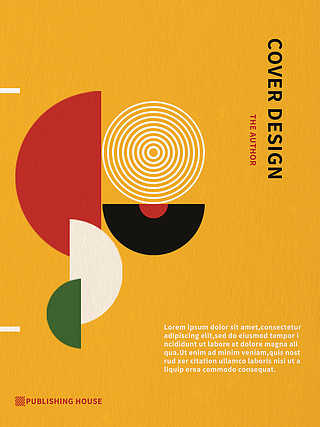 COVER DESIGN
THE AUTHOR
Lorem ipsum dolor sit amet,consectetur
adipiscing elit,sed do eiusmod tempor i
ncididunt ut labore et dolore magna ali
qua.Ut enim ad minim veniam,quis nost
rud xer citation ullamco laboris nisi ut a
liquip erea commodo consequat.
PUBLISHING HOUSE